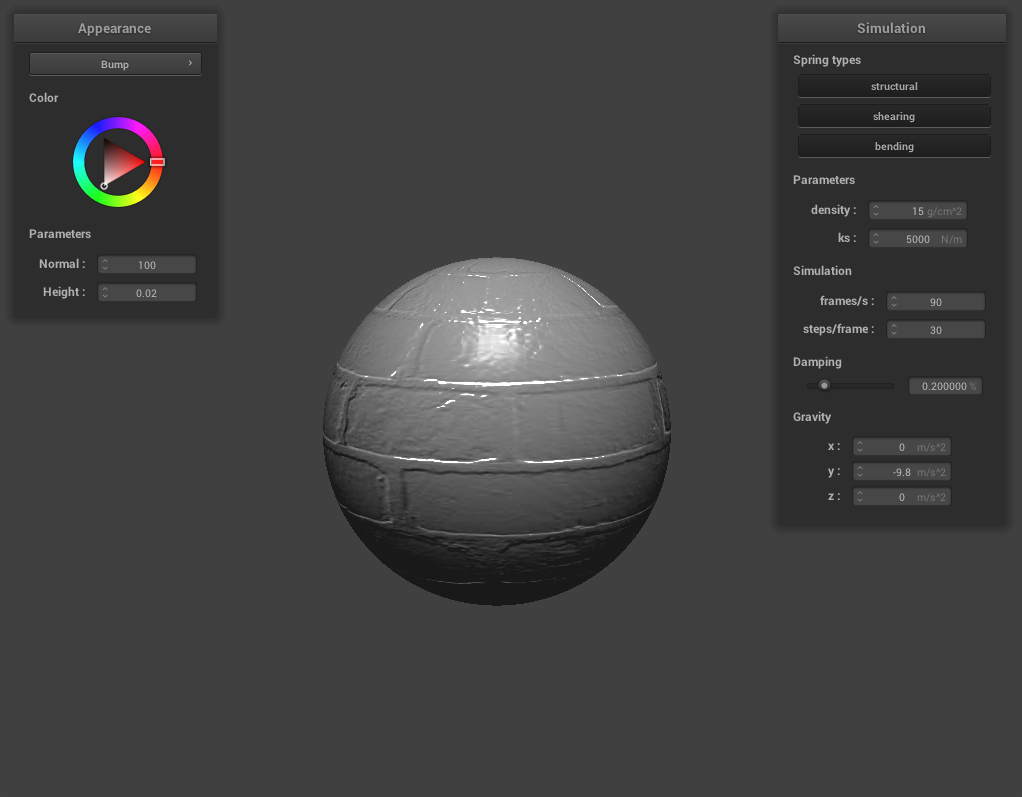 Appearance
Bump
Color
Parameters
Normal : 100
Height : 0.02
Simulation
Spring types
structural
shearing
bending
Parameters
density : 15 g/cm^2
ks : 5000 N/m
Simulation
frames/s : 90
steps/frame : 30
Damping
0.200000 %
Gravity
x : 0 m/s^2
y : -9.8 m/s^2
z : 0 m/s^2